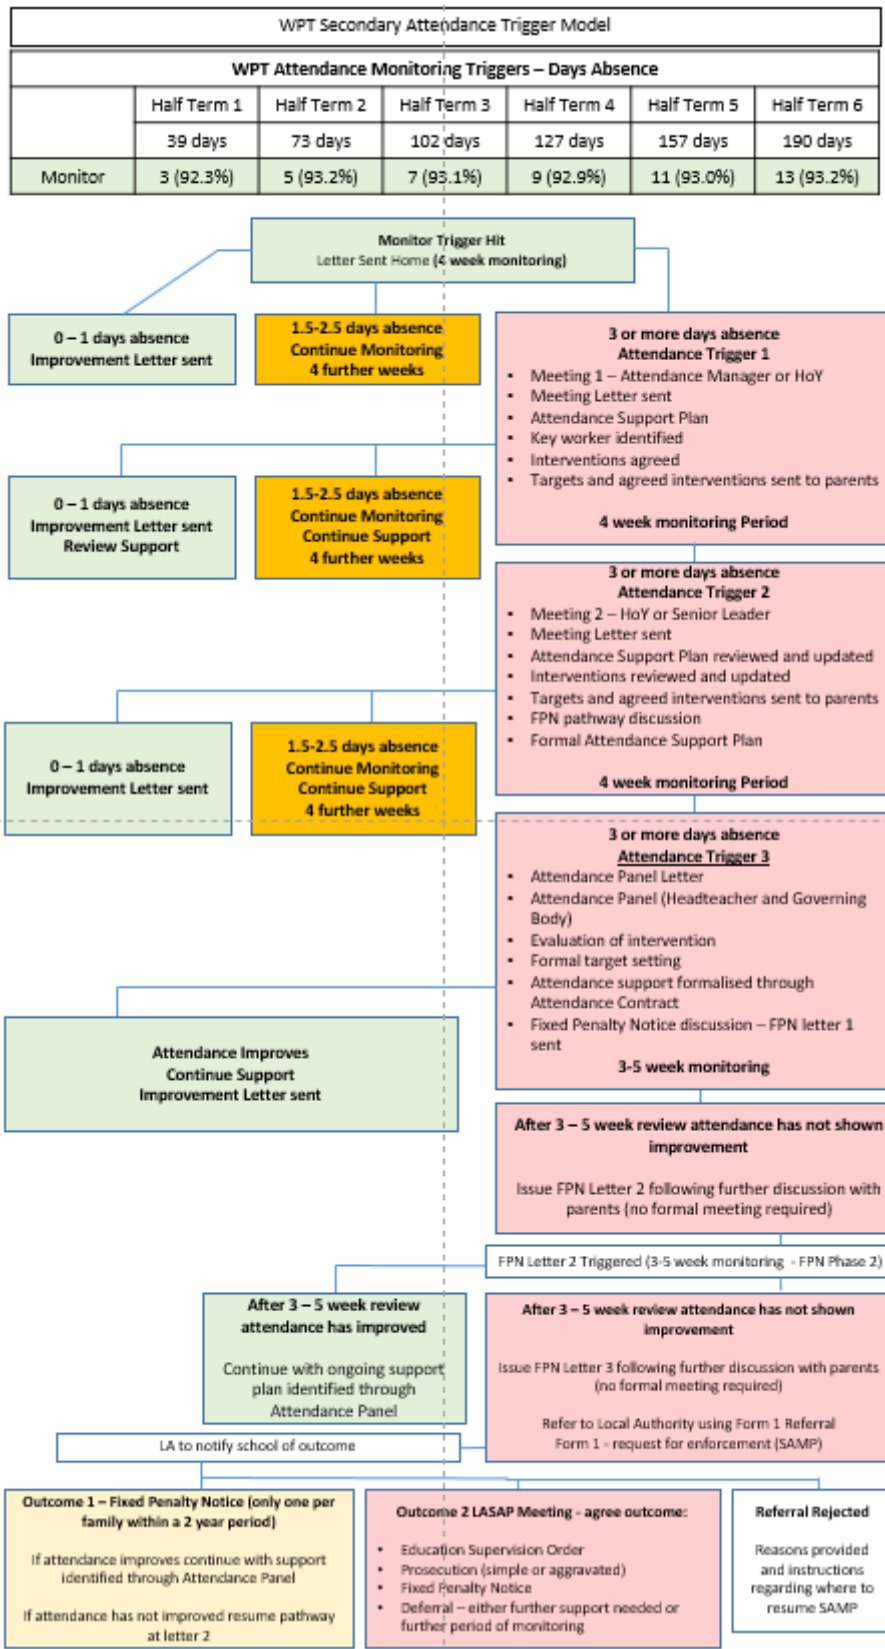 WPT Secondary Attendance Trigger Model
WPT Attendance Monitoring Triggers – Days Absence
Half Term 1 Half Term 2 Half Term 3 Half Term 4 Half Term 5 Half Term 6
39 days 73 days 102 days 127 days 157 days 190 days
Monitor 3 (92.3%) 5 (93.2%) 7 (93.1%) 9 (92.9%) 11 (93.0%) 13 (93.2%)
Monitor Trigger Hit
Letter Sent Home (4 week monitoring)
0 – 1 days absence
Improvement Letter sent
1.5-2.5 days absence
Continue Monitoring
4 further weeks
3 or more days absence
Attendance Trigger 1
▪ Meeting 1 – Attendance Manager or HoY
▪ Meeting Letter sent
▪ Attendance Support Plan
▪ Key worker identified
▪ Interventions agreed
▪ Targets and agreed interventions sent to parents
4 week monitoring Period
0 – 1 days absence
Improvement Letter sent
Review Support
1.5-2.5 days absence
Continue Monitoring
Continue Support
4 further weeks
3 or more days absence
Attendance Trigger 2
▪ Meeting 2 – HoY or Senior Leader
▪ Meeting Letter sent
▪ Attendance Support Plan reviewed and updated
▪ Interventions reviewed and updated
▪ Targets and agreed interventions sent to parents
▪ FPN pathway discussion
▪ Formal Attendance Support Plan
4 week monitoring Period
0 – 1 days absence
Improvement Letter sent
1.5-2.5 days absence
Continue Monitoring
Continue Support
4 further weeks
3 or more days absence
Attendance Trigger 3
▪ Attendance Panel Letter
▪ Attendance Panel (Headteacher and Governing
Body)
▪ Evaluation of intervention
▪ Formal target setting
▪ Attendance support formalised through
Attendance Contract
▪ Fixed Penalty Notice discussion – FPN letter 1
sent
3-5 week monitoring
Attendance Improves
Continue Support
Improvement Letter sent
After 3 – 5 week review attendance has not shown
improvement
Issue FPN Letter 2 following further discussion with
parents (no formal meeting required)
FPN Letter 2 Triggered (3-5 week monitoring - FPN Phase 2)
After 3 – 5 week review
attendance has improved
Continue with ongoing support
plan identified through
Attendance Panel
After 3 – 5 week review attendance has not shown
improvement
Issue FPN Letter 3 following further discussion with parents
(no formal meeting required)
Refer to Local Authority using Form 1 Referral
Form 1 - request for enforcement (SAMP)
LA to notify school of outcome
Outcome 1 – Fixed Penalty Notice (only one per
family within a 2 year period)
If attendance improves continue with support
identified through Attendance Panel
If attendance has not improved resume pathway
at letter 2
Outcome 2 LASAP Meeting - agree outcome:
• Education Supervision Order
• Prosecution (simple or aggravated)
• Fixed Penalty Notice
• Deferral – either further support needed or
further period of monitoring
Referral Rejected
Reasons provided
and instructions
regarding where to
resume SAMP